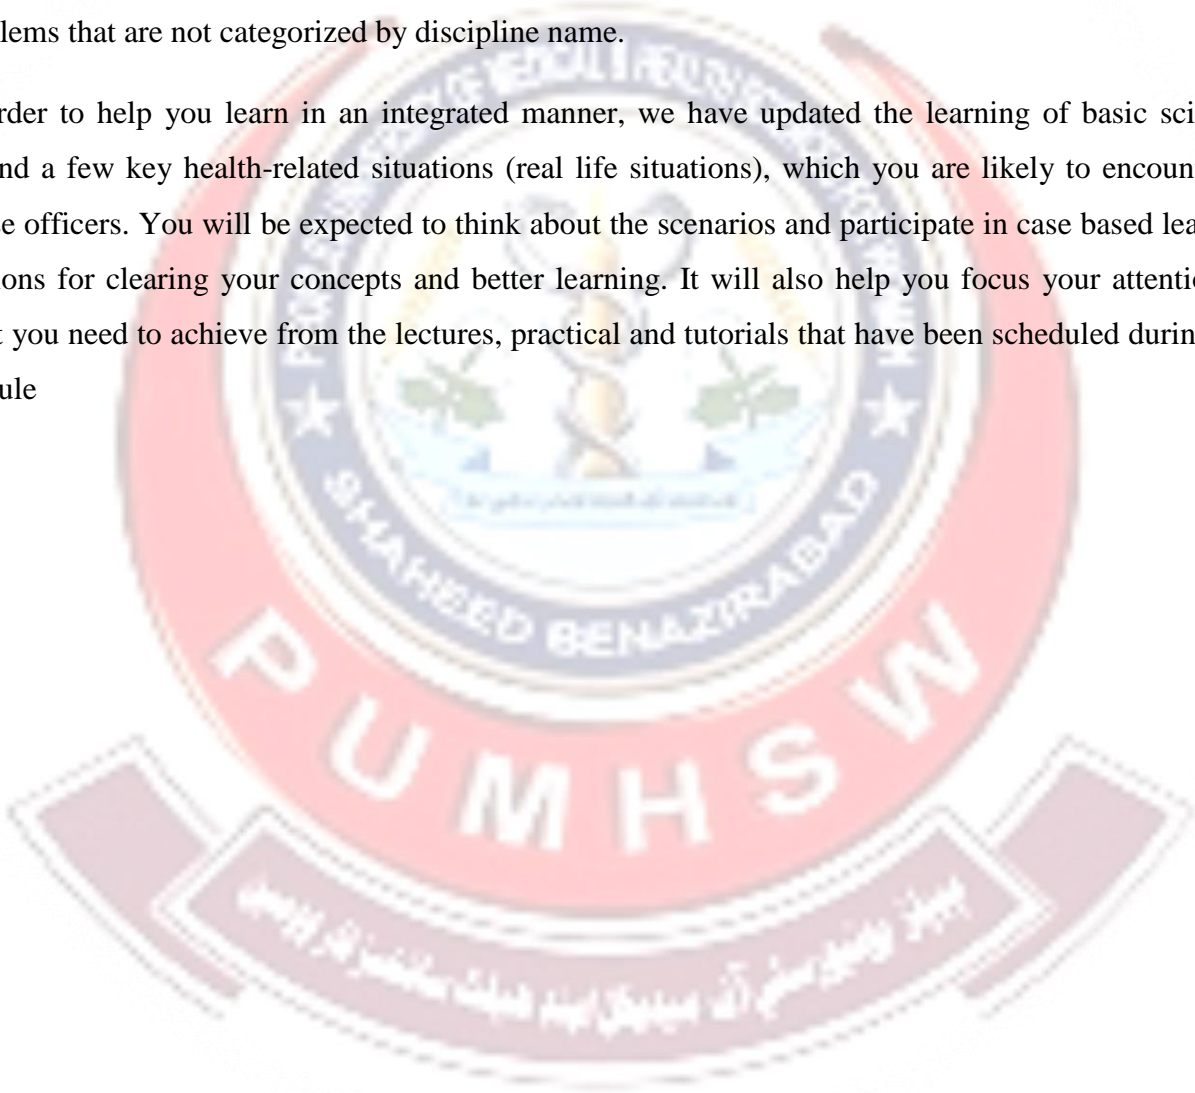 lems that are not categorized by discipline name.
rder to help you learn in an integrated manner, we have updated the learning of basic sci
nd a few key health-related situations (real life situations), which you are likely to encoun
e officers. You will be expected to think about the scenarios and participate in case based lea
ions for clearing your concepts and better learning. It will also help you focus your attentio
t you need to achieve from the lectures, practical and tutorials that have been scheduled durin
ule
SHAHEED BENAZIRABAD
PUMHSW